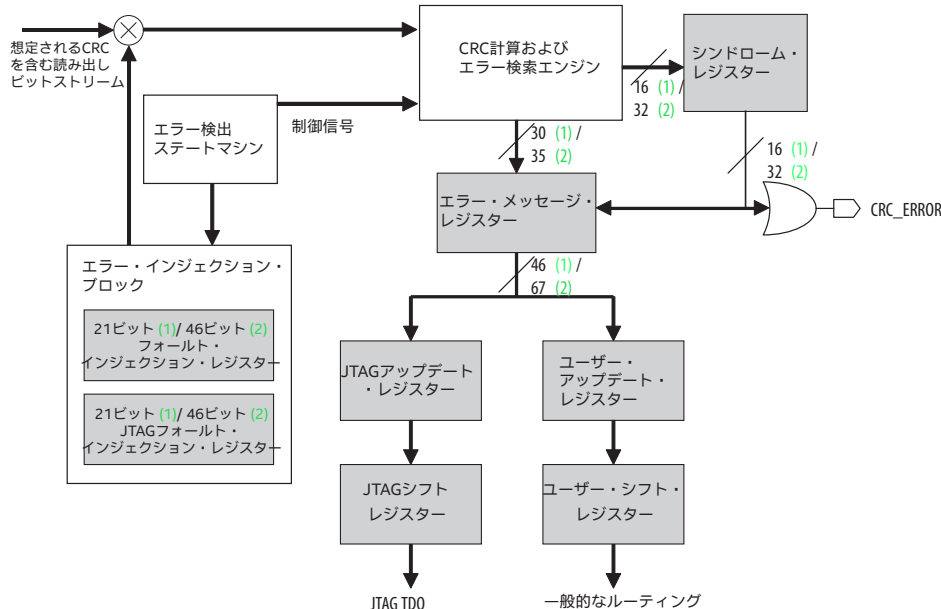 想定されるCRC
を含む読み出し
ビットストリーム
エラー検出
ステートマシン
制御信号
CRC計算および
エラー検索エンジン
16 (1) /
32 (2)
シンドローム・
レジスター
30 (1) /
35 (2)
16 (1) /
32 (2)
エラー・メッセージ・
レジスター
CRC_ERROR
46 (1) /
67 (2)
エラー・インジェクション・
ブロック
21ビット (1)/ 46ビット (2)
フォールト・
インジェクション・レジスター
21ビット (1)/ 46ビット (2)
JTAGフォールト・
インジェクション・レジスター
JTAGアップデート
・レジスター
ユーザー・
アップデート・
レジスター
JTAGシフト
レジスター
ユーザー・シフト・
レジスター
JTAG TDO
一般的なルーティング